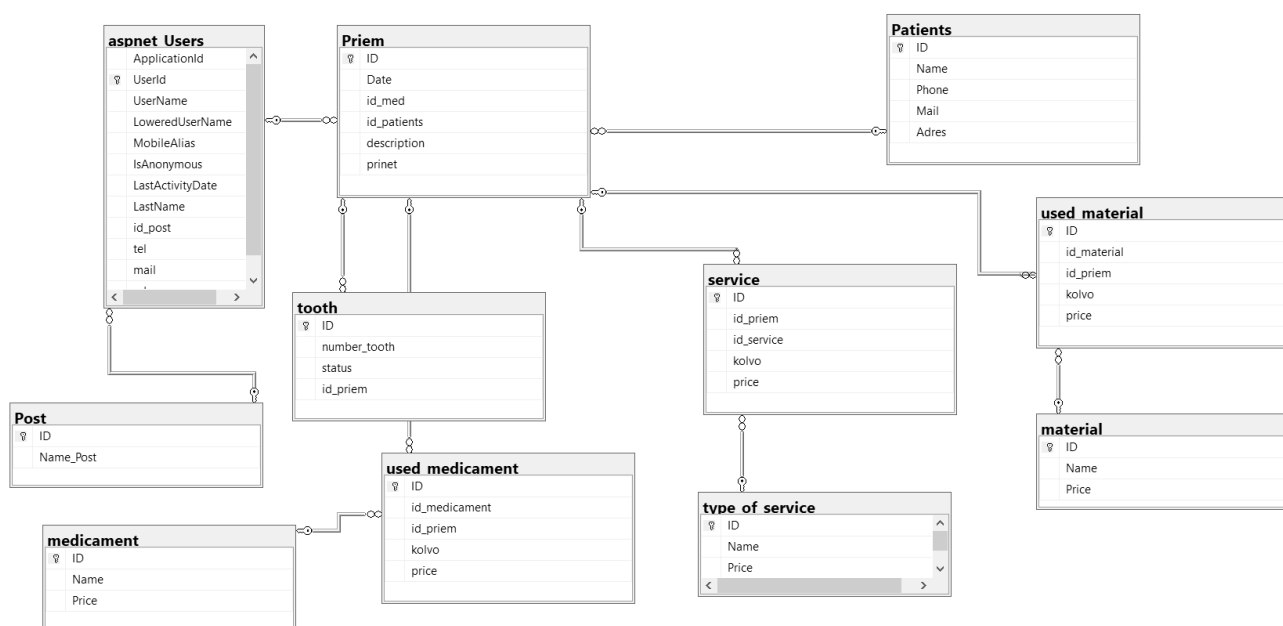 aspnet_Users
ApplicationId
UserId
UserName
LoweredUserName
MobileAlias
IsAnonymous
LastActivityDate
LastName
id_post
tel
mail
Priem
ID
Date
id_med
id_patients
description
prinet
Patients
ID
Name
Phone
Mail
Adres
used_material
ID
id_material
id_priem
kolvo
price
service
ID
id_priem
id_service
kolvo
price
tooth
ID
number_tooth
status
id_priem
Post
ID
Name_Post
material
ID
Name
Price
used_medicament
ID
id_medicament
id_priem
kolvo
price
type_of_service
ID
Name
Price
medicament
ID
Name
Price